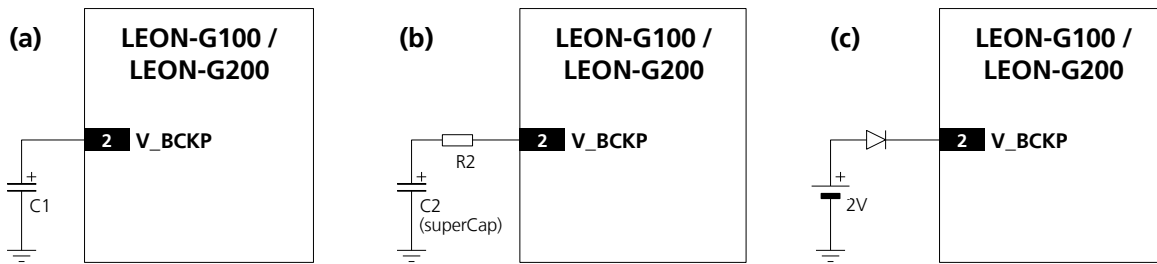 (a)
LEON-G100 /
LEON-G200
2 V_BCKP
+
C1
(b)
LEON-G100 /
LEON-G200
2 V_BCKP
R2
+
C2
(superCap)
(c)
LEON-G100 /
LEON-G200
2 V_BCKP
+
2V